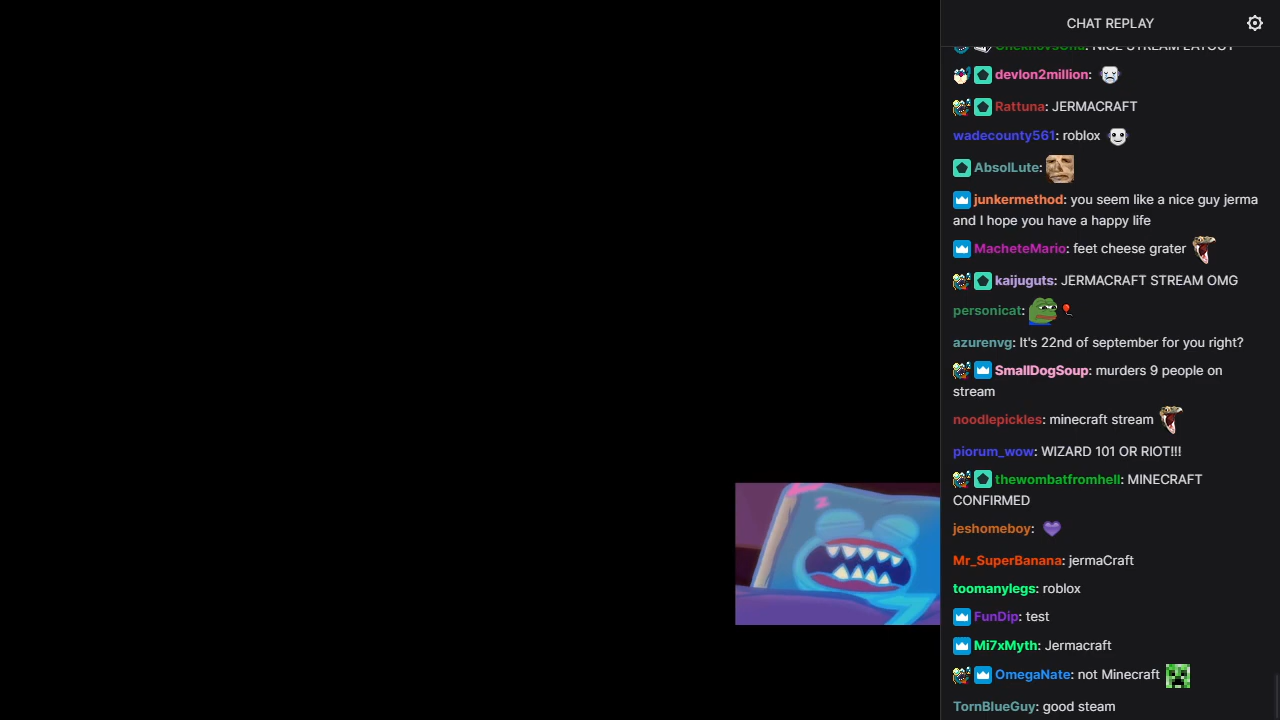 CHAT REPLAY
NICE STREAM LAYOUT
devlon2million:
Rattuna: JERMACRAFT
wadecounty561: roblox
AbsolLute:
junkermethod: you seem like a nice guy jerma
and I hope you have a happy life
MacheteMario: feet cheese grater
kaijuguts: JERMACRAFT STREAM OMG
personicat:
azurenvg: It's 22nd of september for you right?
SmallDogSoup: murders 9 people on
stream
noodlepickles: minecraft stream
piorum_wow: WIZARD 101 OR RIOT!!!
thewombatfromhell: MINECRAFT
CONFIRMED
jeshomeboy:
Mr_SuperBanana: jermaCraft
toomanylegs: roblox
FunDip: test
Mi7xMyth: Jermacraft
OmegaNate: not Minecraft
TornBlueGuy: good steam
z